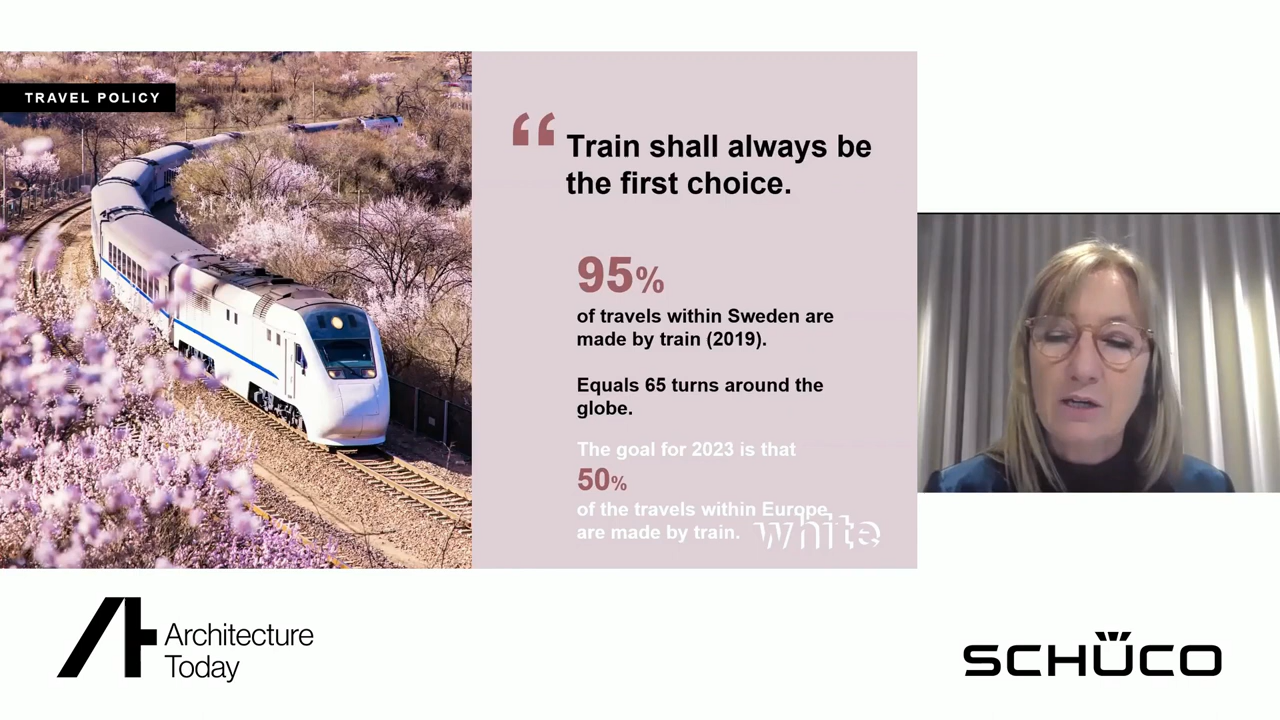 TRAVEL POLICY
“ Train shall always be
the first choice.
95%
of travels within Sweden are
made by train (2019).
Equals 65 turns around the
globe.
The goal for 2023 is that
50%
of the travels within Europe
are made by train.
white
Architecture
Today
SCHÜCO